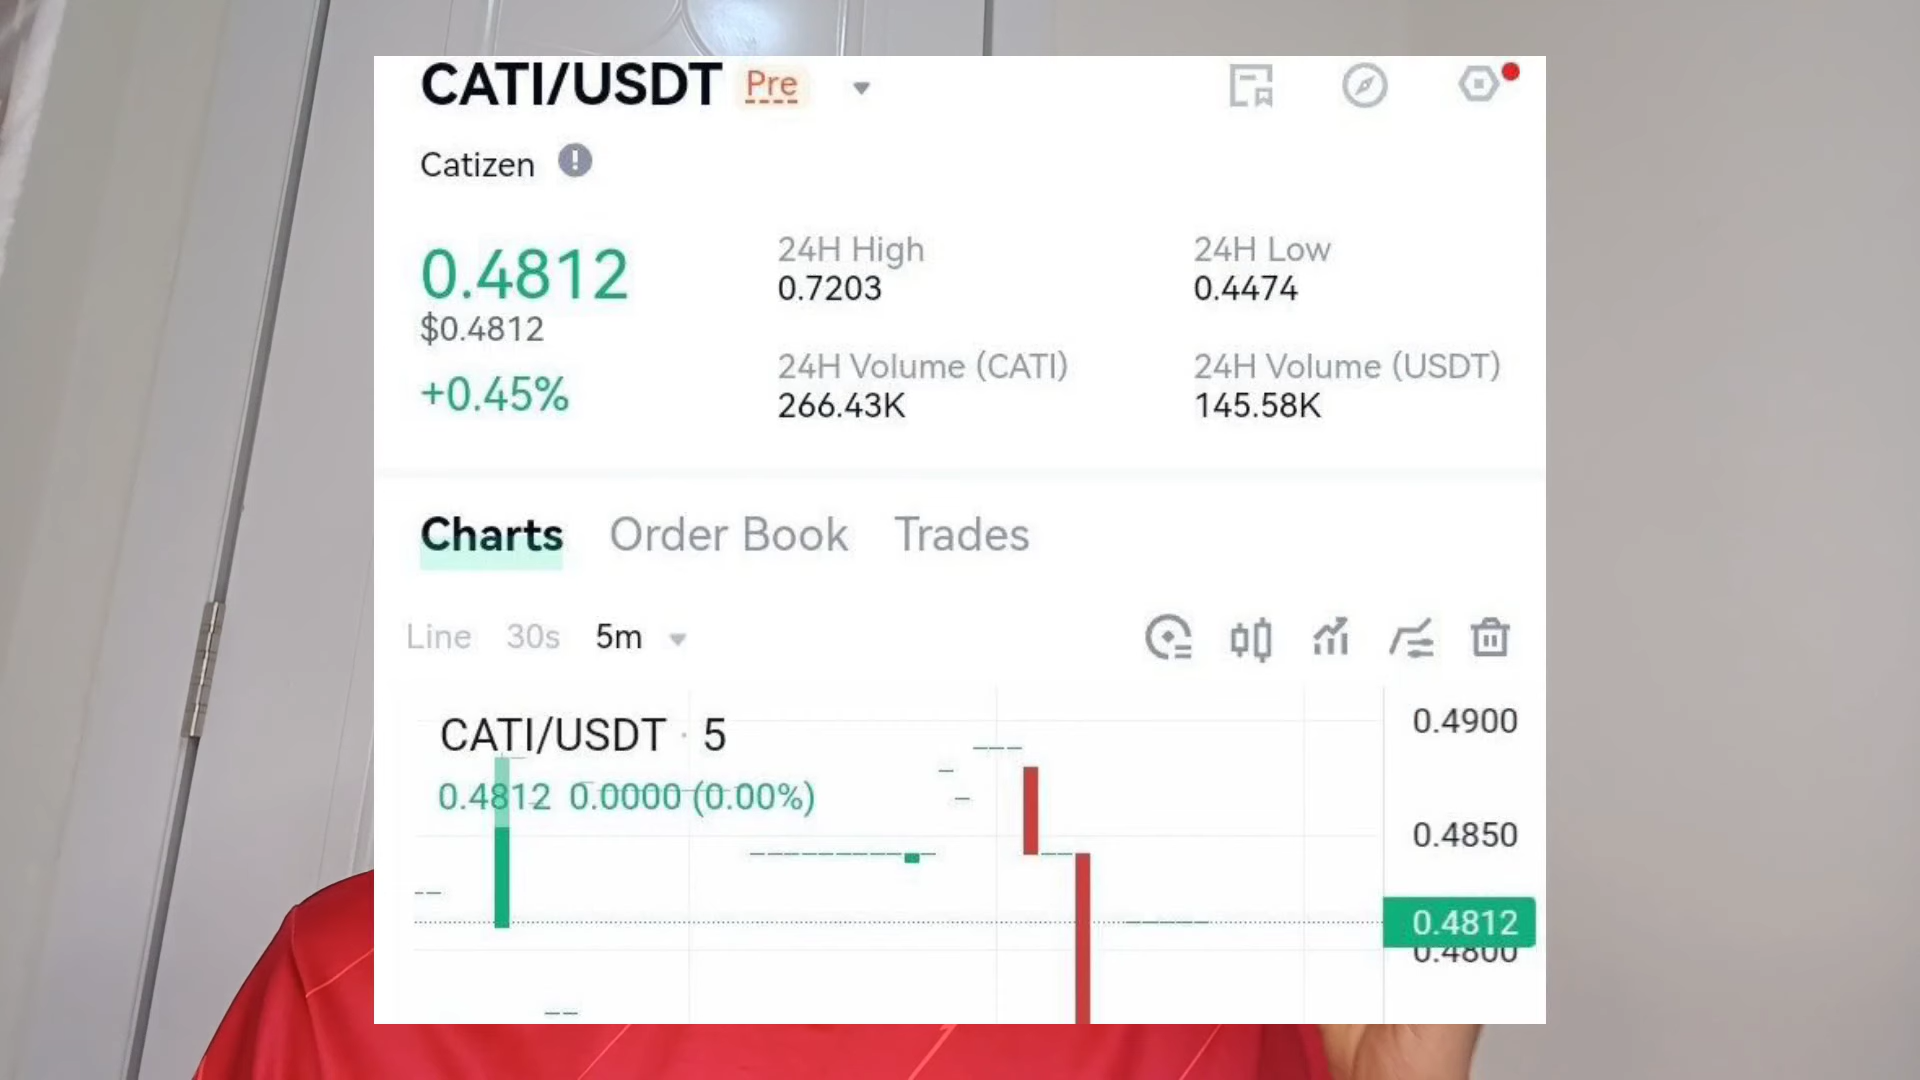 CATI/USDT Pre
Catizen
0.4812
$0.4812
+0.45%
24H High
0.7203
24H Low
0.4474
24H Volume (CATI)
266.43K
24H Volume (USDT)
145.58K
Charts Order Book Trades
Line 30s 5m
CATI/USDT · 5
0.4812 0.0000 (0.00%)
0.4900
0.4850
0.4812
0.4800